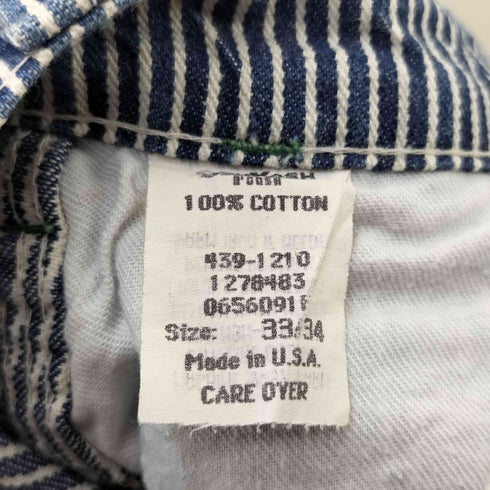 100% COTTON
439-1210
1278483
0656091F
Size: 33/34
Made in U.S.A.
CARE OVER